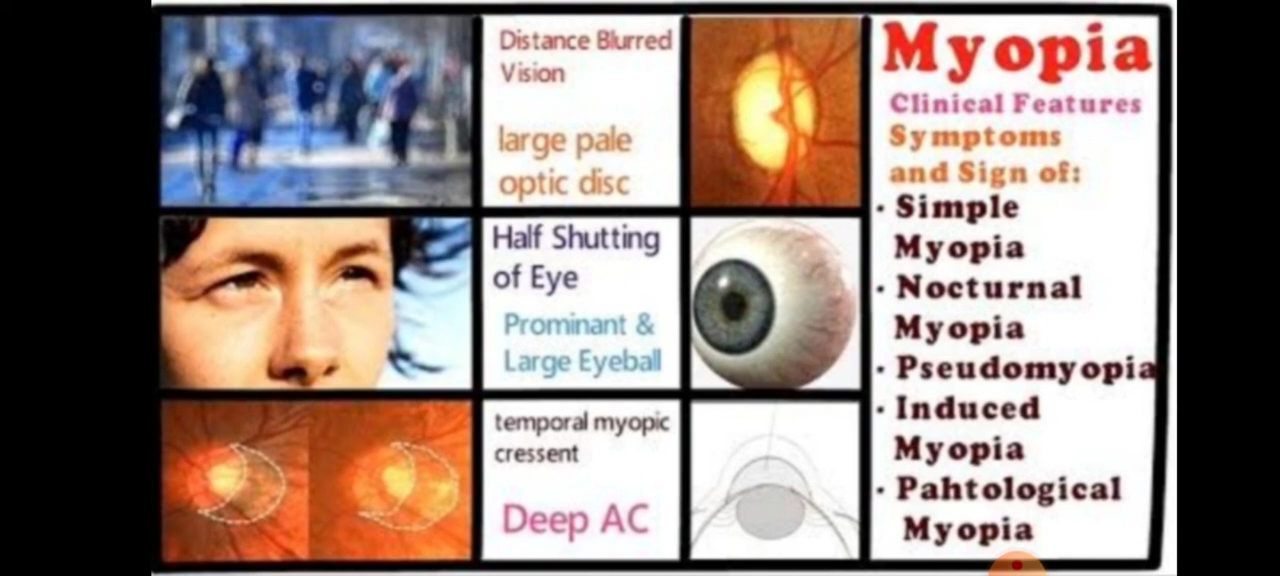 Distance Blurred
Vision
large pale
optic disc
Half Shutting
of Eye
Prominant &
Large Eyeball
temporal myopic
cressent
Deep AC
Myopia
Clinical Features
Symptoms
and Sign of:
· Simple
Myopia
· Nocturnal
Myopia
· Pseudomyopia
· Induced
Myopia
· Pahtological
Myopia